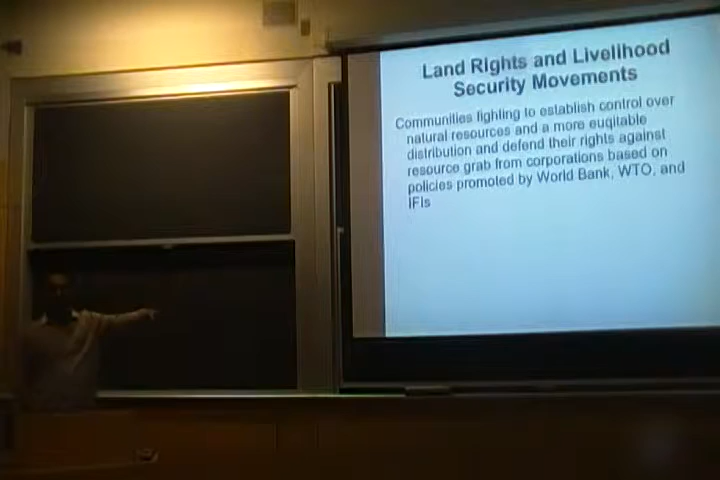 Land Rights and Livelihood
Security Movements
Communities fighting to establish control over
natural resources and a more euqitable
distribution and defend their rights against
resource grab from corporations based on
policies promoted by World Bank, WTO, and
IFIs